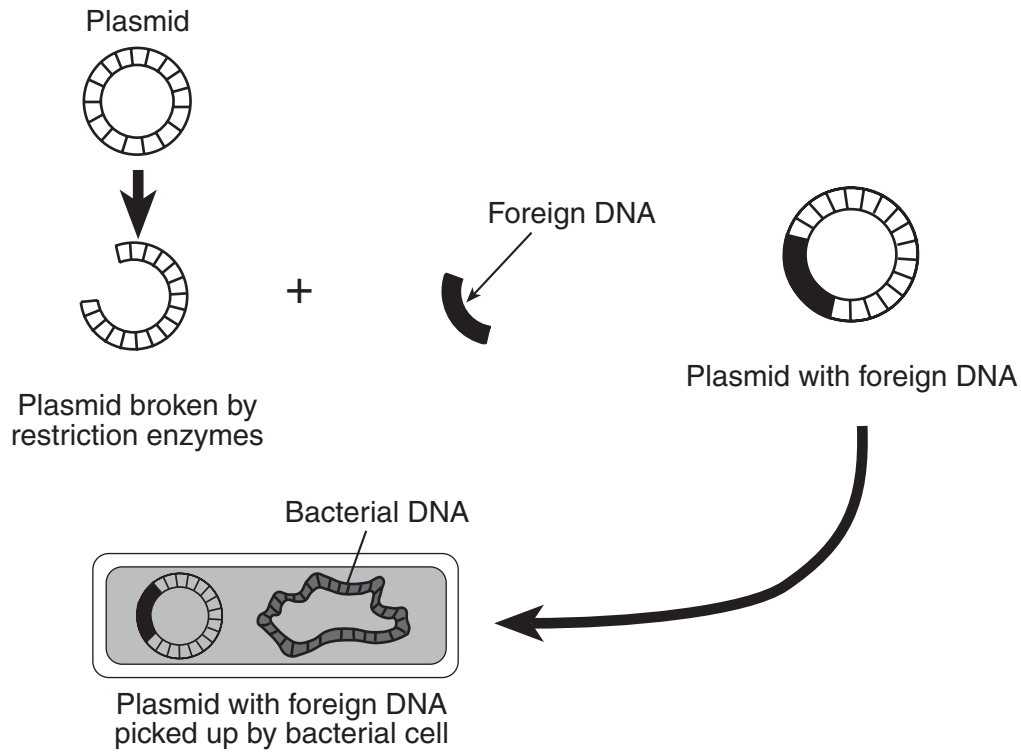 Plasmid
Foreign DNA
+
Plasmid with foreign DNA
Plasmid broken by
restriction enzymes
Bacterial DNA
Plasmid with foreign DNA
picked up by bacterial cell